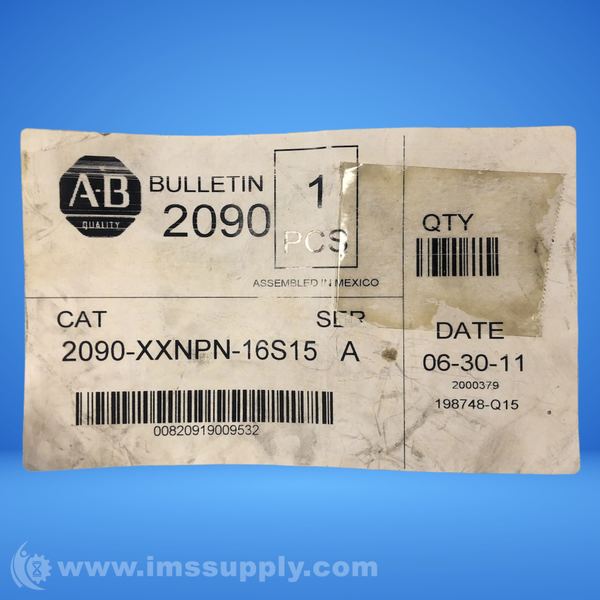 AB
QUALITY
BULLETIN
2090
1
PCS
ASSEMBLED IN MEXICO
QTY
CAT
SER
2090-XXNPN-16S15 A
00820919009532
DATE
06-30-11
2000379
198748-Q15
www.imssupply.com